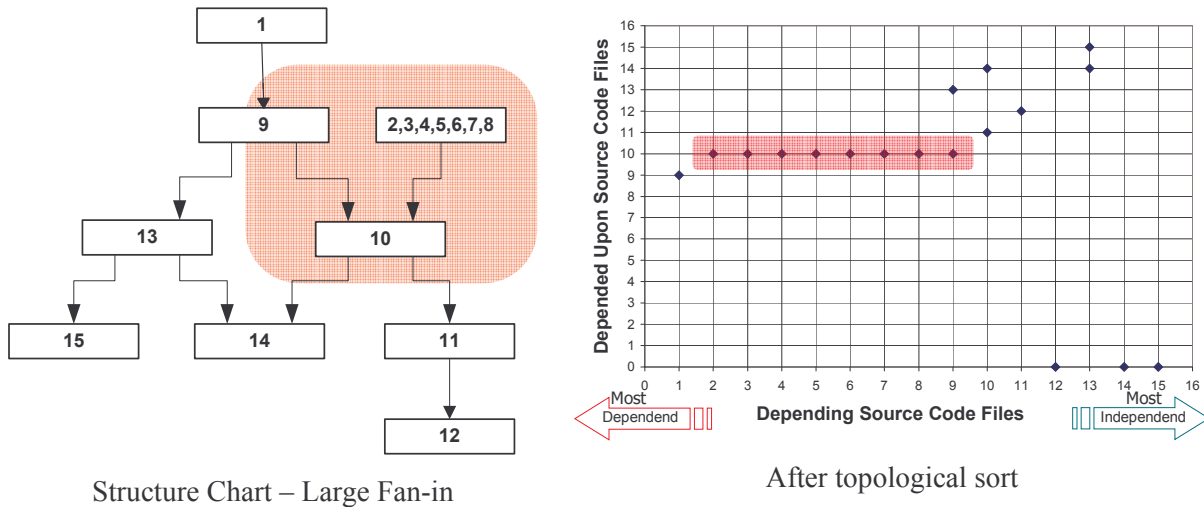 1
9
2,3,4,5,6,7,8
13
10
15
14
11
12
Structure Chart – Large Fan-in
Depended Upon Source Code Files
16
15
14
13
12
11
10
9
8
7
6
5
4
3
2
1
0
0 1 2 3 4 5 6 7 8 9 10 11 12 13 14 15 16
Most
Dependend
Depending Source Code Files
Most
Independend
After topological sort